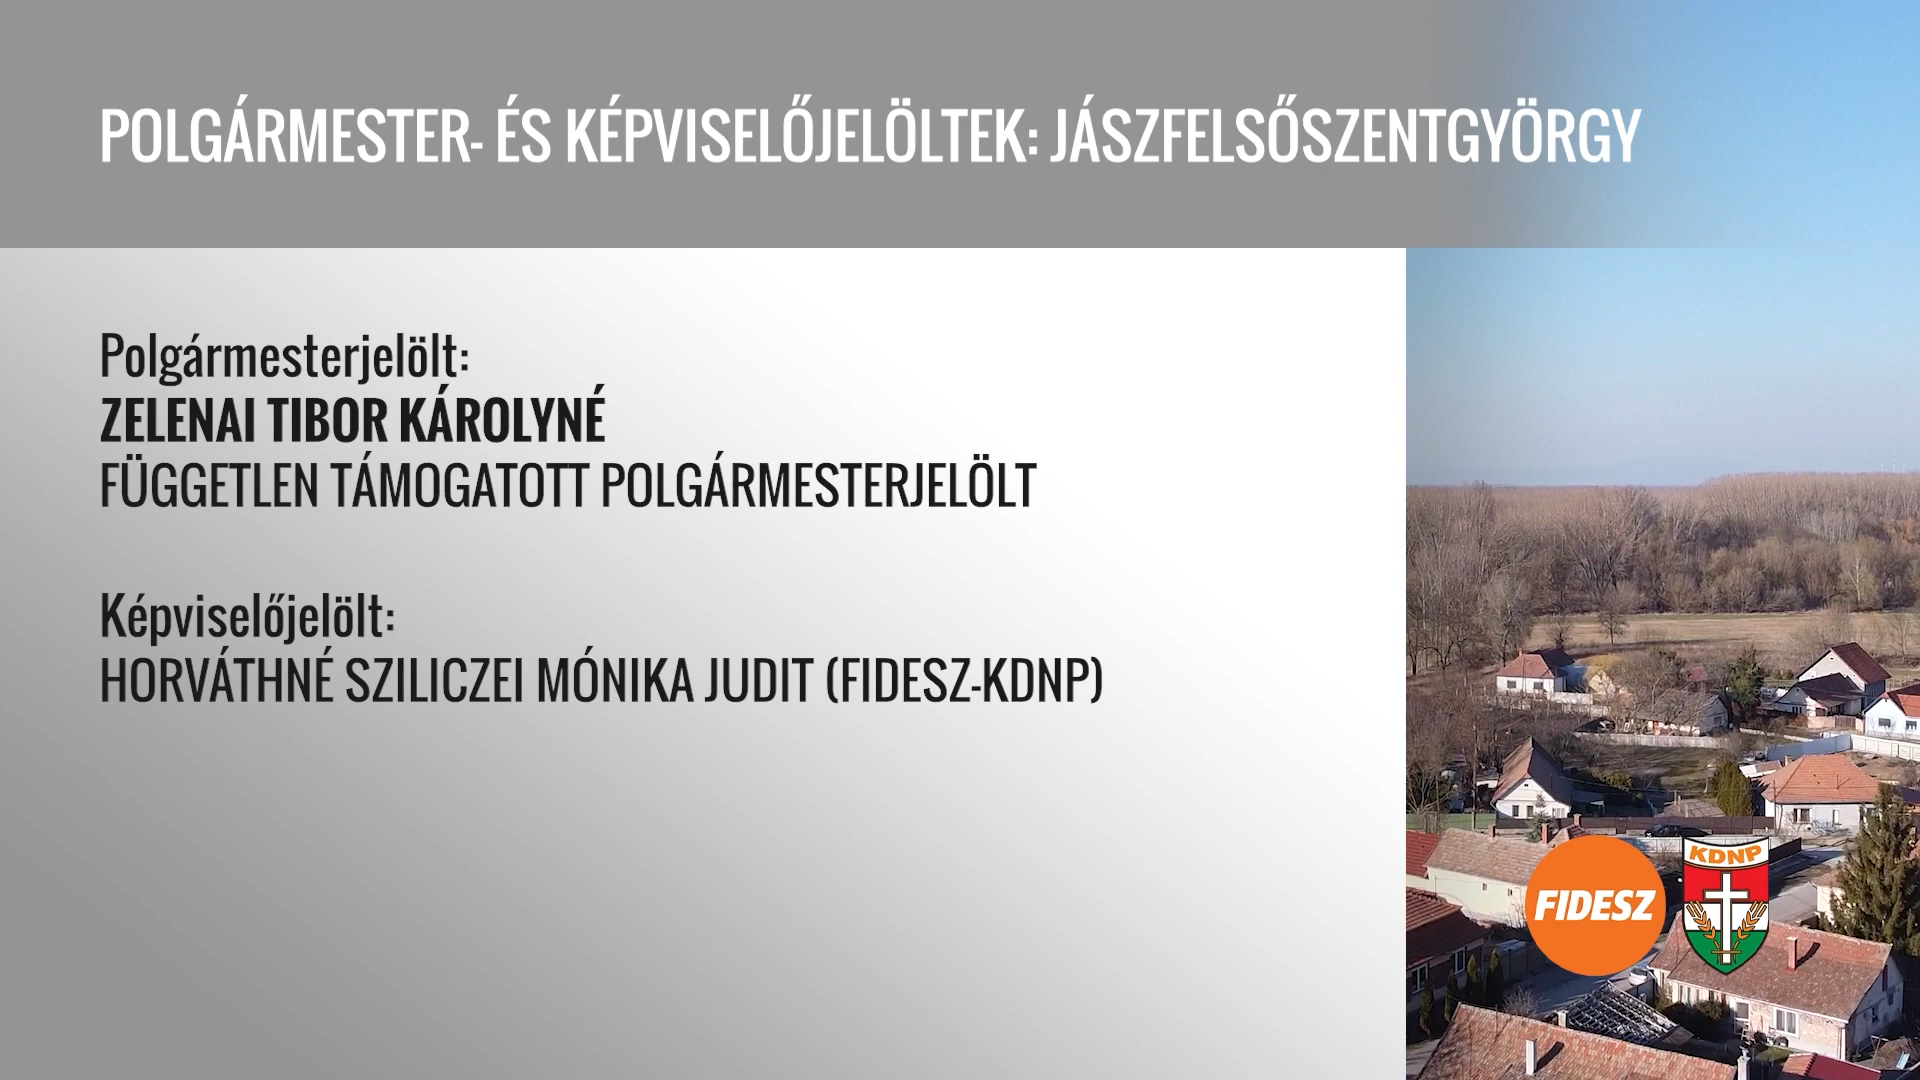 POLGÁRMESTER- ÉS KÉPVISELŐJELÖLTEK: JÁSZFELSŐSZENTGYÖRGY
Polgármesterjelölt:
ZELENAI TIBOR KÁROLYNÉ
FÜGGETLEN TÁMOGATOTT POLGÁRMESTERJELÖLT
Képviselőjelölt:
HORVÁTHNÉ SZILICZEI MÓNIKA JUDIT (FIDESZ-KDNP)
FIDESZ
KDNP